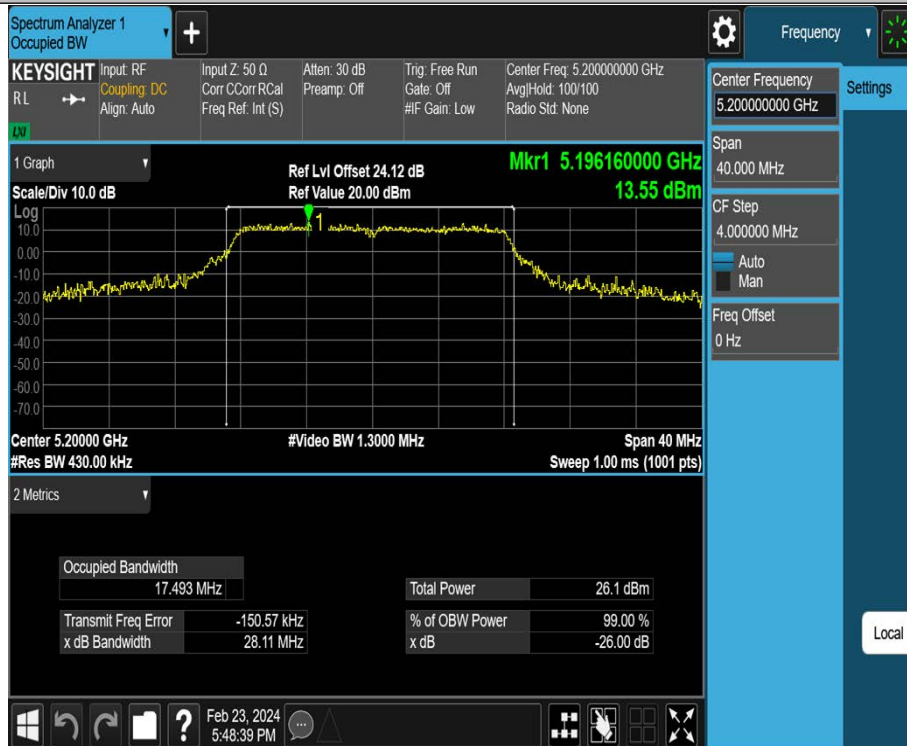 Spectrum Analyzer 1
Occupied BW
+
Frequency
KEYSIGHT
RL
LXI
Input: RF
Coupling: DC
Align: Auto
Input Z: 50 Ω
Corr CCorr RCal
Freq Ref: Int (S)
Atten: 30 dB
Preamp: Off
Trig: Free Run
Gate: Off
#IF Gain: Low
Center Freq: 5.200000000 GHz
Avg|Hold: 100/100
Radio Std: None
Center Frequency
5.200000000 GHz
Settings
Span
40.000 MHz
CF Step
4.000000 MHz
Auto
Man
Freq Offset
0 Hz
Local
1 Graph
Scale/Div 10.0 dB
Ref Lvl Offset 24.12 dB
Ref Value 20.00 dBm
Mkr1 5.196160000 GHz
13.55 dBm
Log
10.0
0.00
-10.0
-20.0
-30.0
-40.0
-50.0
-60.0
-70.0
1
Center 5.20000 GHz
#Res BW 430.00 kHz
#Video BW 1.3000 MHz
Span 40 MHz
Sweep 1.00 ms (1001 pts)
2 Metrics
Occupied Bandwidth
17.493 MHz
Total Power 26.1 dBm
Transmit Freq Error -150.57 kHz
% of OBW Power 99.00 %
x dB Bandwidth 28.11 MHz
x dB -26.00 dB
?
Feb 23, 2024
5:48:39 PM